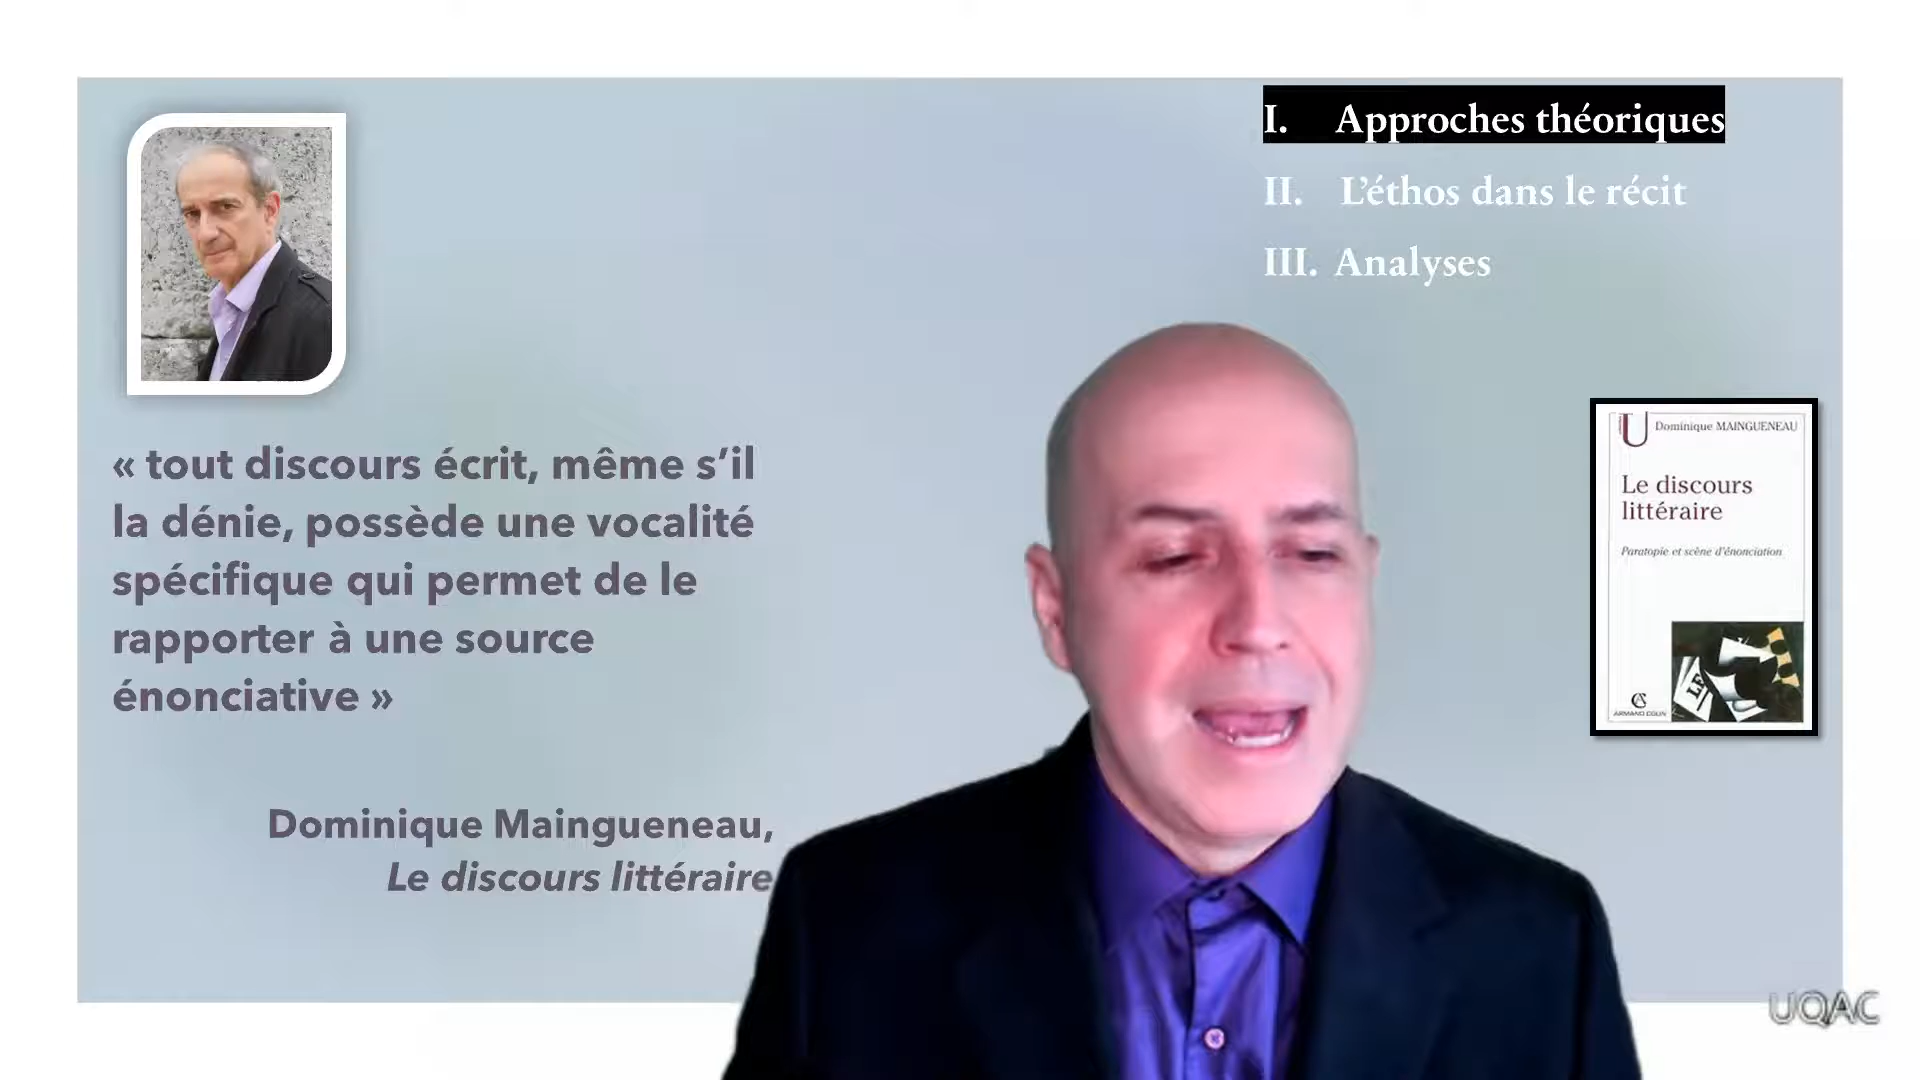 I. Approches théoriques
II. L’éthos dans le récit
III. Analyses
« tout discours écrit, même s’il
la dénie, possède une vocalité
spécifique qui permet de le
rapporter à une source
énonciative »
Dominique Maingueneau,
Le discours littéraire
U Dominique MAINGUENEAU
Le discours
littéraire
Paratopie et scène d'énonciation
LE
ARMAND COLIN
UQAC